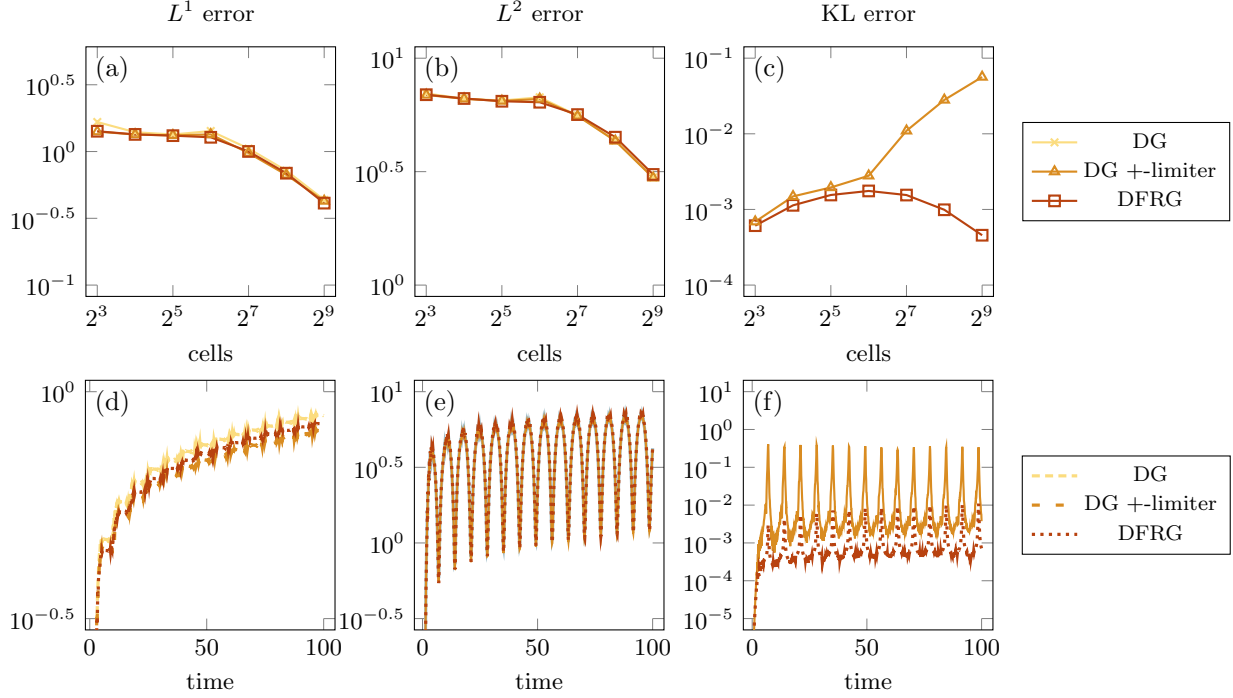 L¹ error L² error KL error
(a) (b) (c)
10^0.5 10^0 10^−0.5 10^−1
10^1 10^0.5 10^0
10^−1 10^−2 10^−3 10^−4
2^3 2^5 2^7 2^9 2^3 2^5 2^7 2^9 2^3 2^5 2^7 2^9
cells cells cells
DG
DG +-limiter
DFRG
(d) (e) (f)
10^0 10^−0.5
10^1 10^0.5 10^0 10^−0.5
10^1 10^0 10^−1 10^−2 10^−3 10^−4 10^−5
0 50 100 0 50 100 0 50 100
time time time
DG
DG +-limiter
DFRG